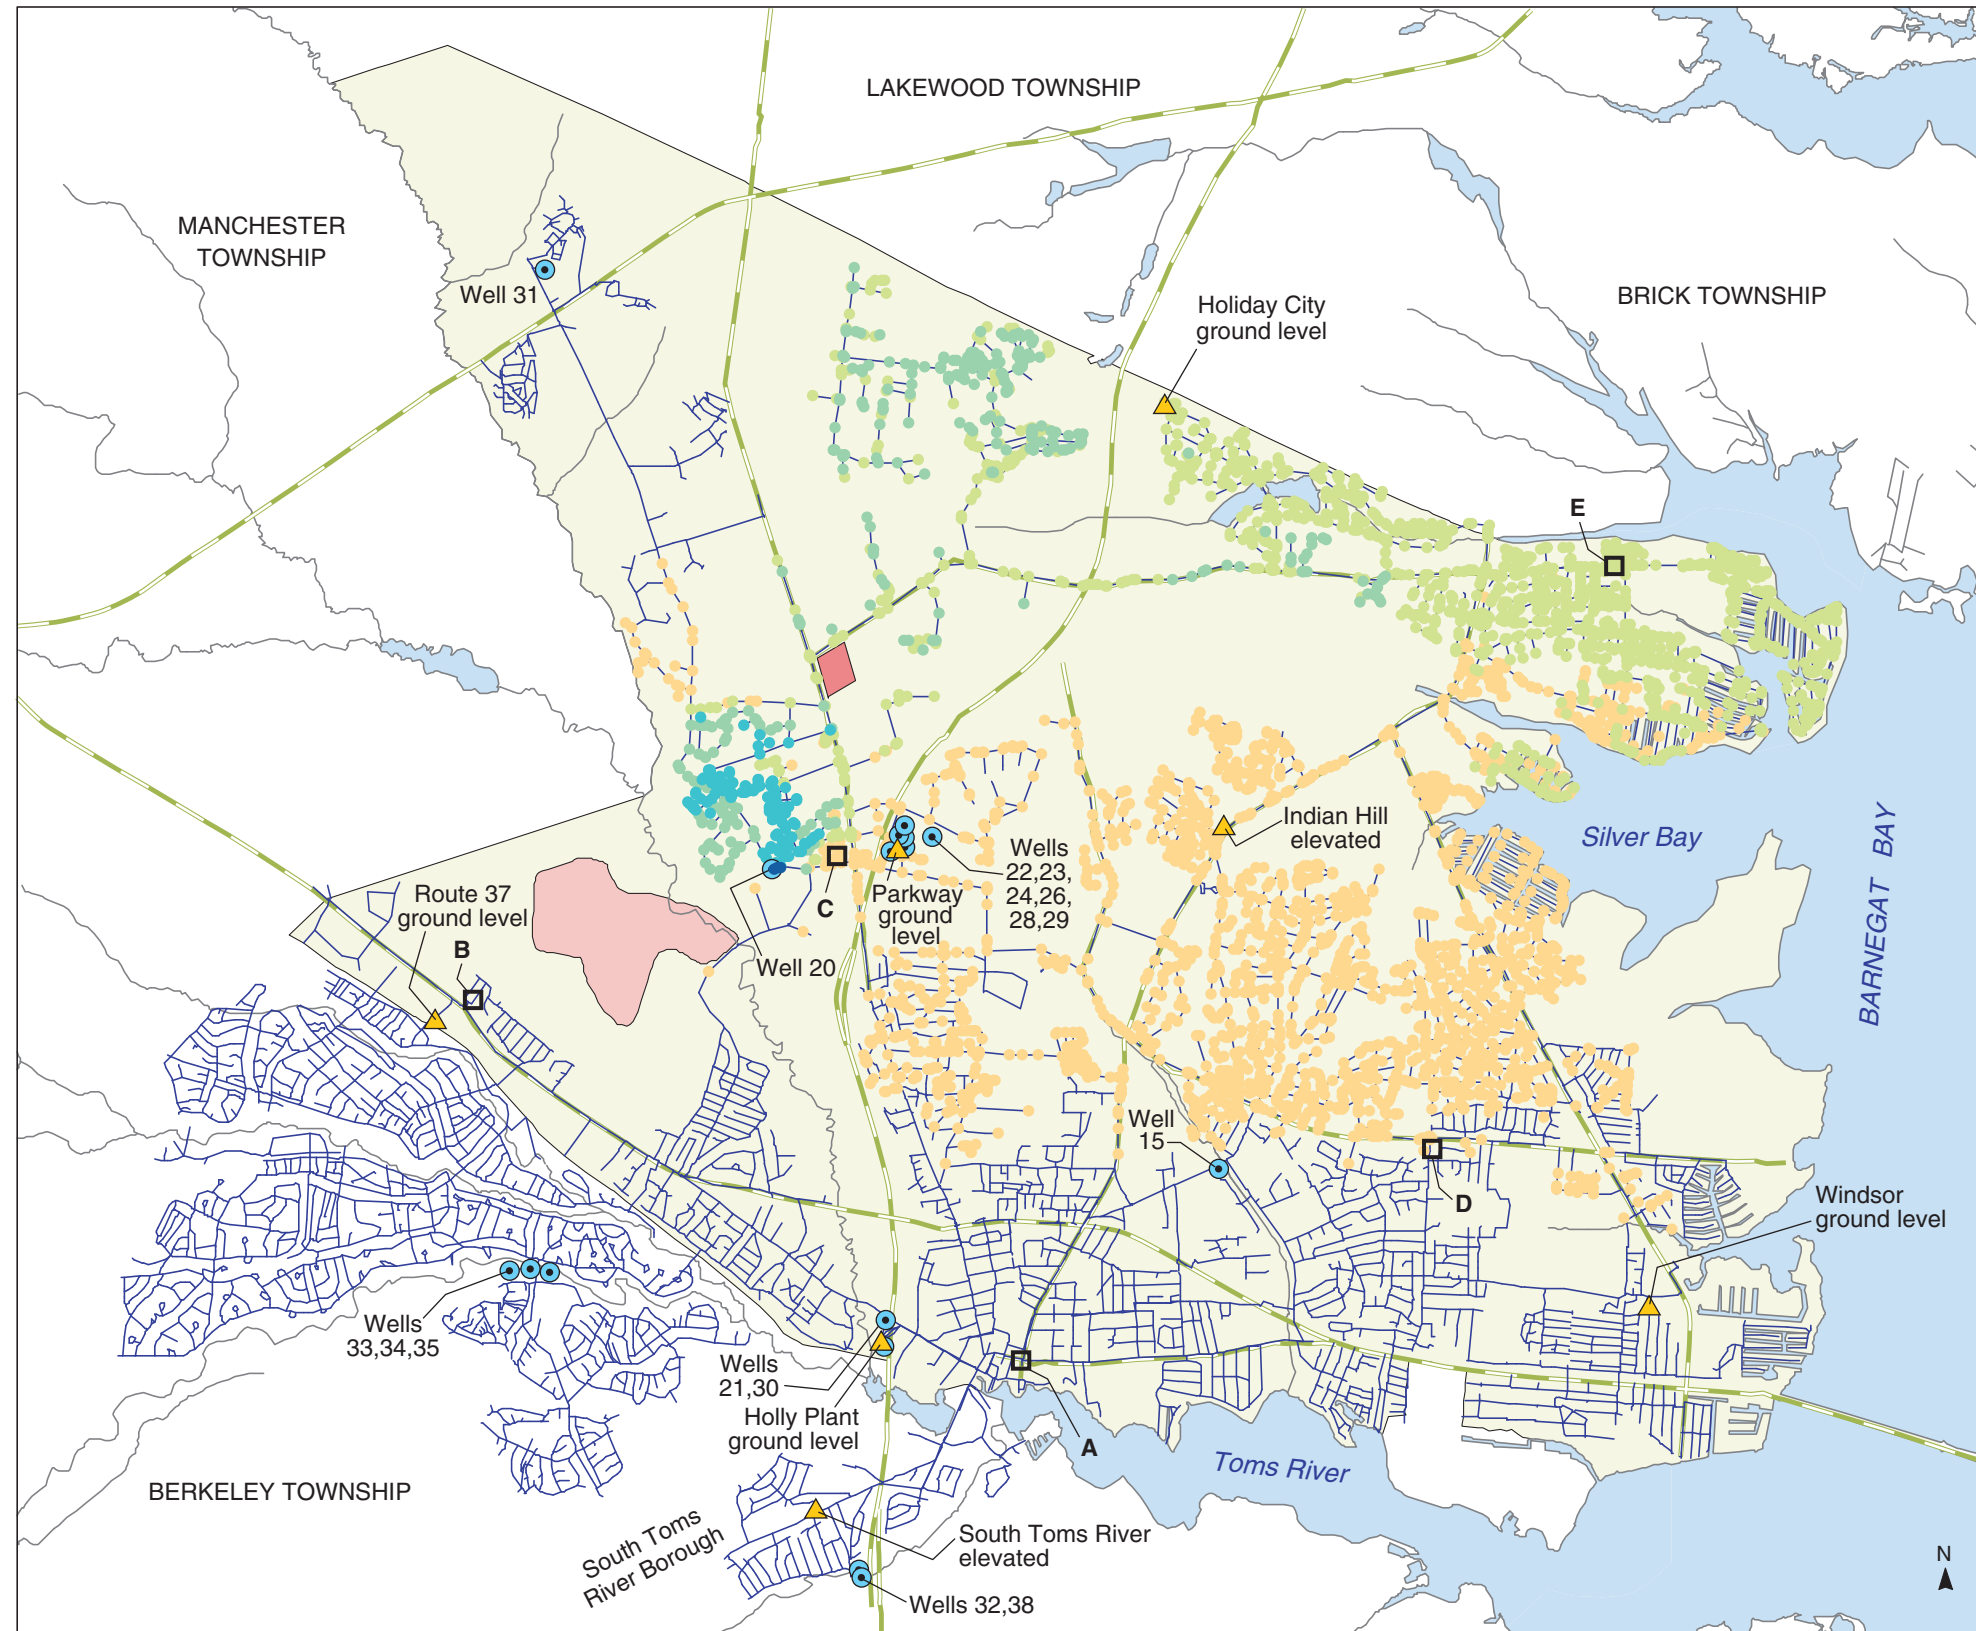 LAKEWOOD TOWNSHIP
MANCHESTER
TOWNSHIP
Well 31
Holiday City
ground level
BRICK TOWNSHIP
E
Indian Hill
elevated
Silver Bay
BARNEGAT BAY
Wells
22,23,
24,26,
28,29
Parkway
ground
level
C
Route 37
ground level
B
Well 20
Well
15
D
Windsor
ground level
Wells
33,34,35
Wells
21,30
Holly Plant
ground level
A
Toms River
BERKELEY TOWNSHIP
South Toms
River Borough
South Toms River
elevated
Wells 32,38
N